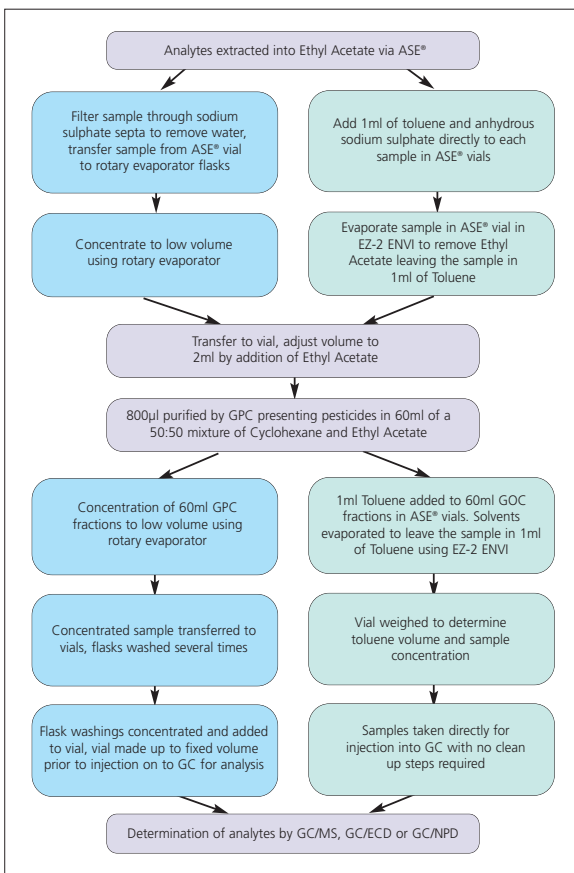 Analytes extracted into Ethyl Acetate via ASE®
Filter sample through sodium
sulphate septa to remove water,
transfer sample from ASE® vial
to rotary evaporator flasks
Add 1ml of toluene and anhydrous
sodium sulphate directly to each
sample in ASE® vials
Concentrate to low volume
using rotary evaporator
Evaporate sample in ASE® vial in
EZ-2 ENVI to remove Ethyl
Acetate leaving the sample in
1ml of Toluene
Transfer to vial, adjust volume to
2ml by addition of Ethyl Acetate
800µl purified by GPC presenting pesticides in 60ml of a
50:50 mixture of Cyclohexane and Ethyl Acetate
Concentration of 60ml GPC
fractions to low volume using
rotary evaporator
1ml Toluene added to 60ml GOC
fractions in ASE® vials. Solvents
evaporated to leave the sample in 1ml
of Toluene using EZ-2 ENVI
Concentrated sample transferred to
vials, flasks washed several times
Vial weighed to determine
toluene volume and sample
concentration
Flask washings concentrated and added
to vial, vial made up to fixed volume
prior to injection on to GC for analysis
Samples taken directly for
injection into GC with no clean
up steps required
Determination of analytes by GC/MS, GC/ECD or GC/NPD